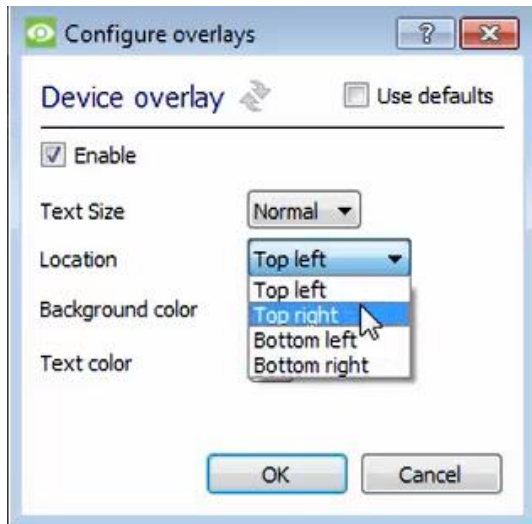 Configure overlays
?
Device overlay
Use defaults
Enable
Text Size
Normal
Location
Top left
Top left
Top right
Background color
Bottom left
Text color
Bottom right
OK
Cancel